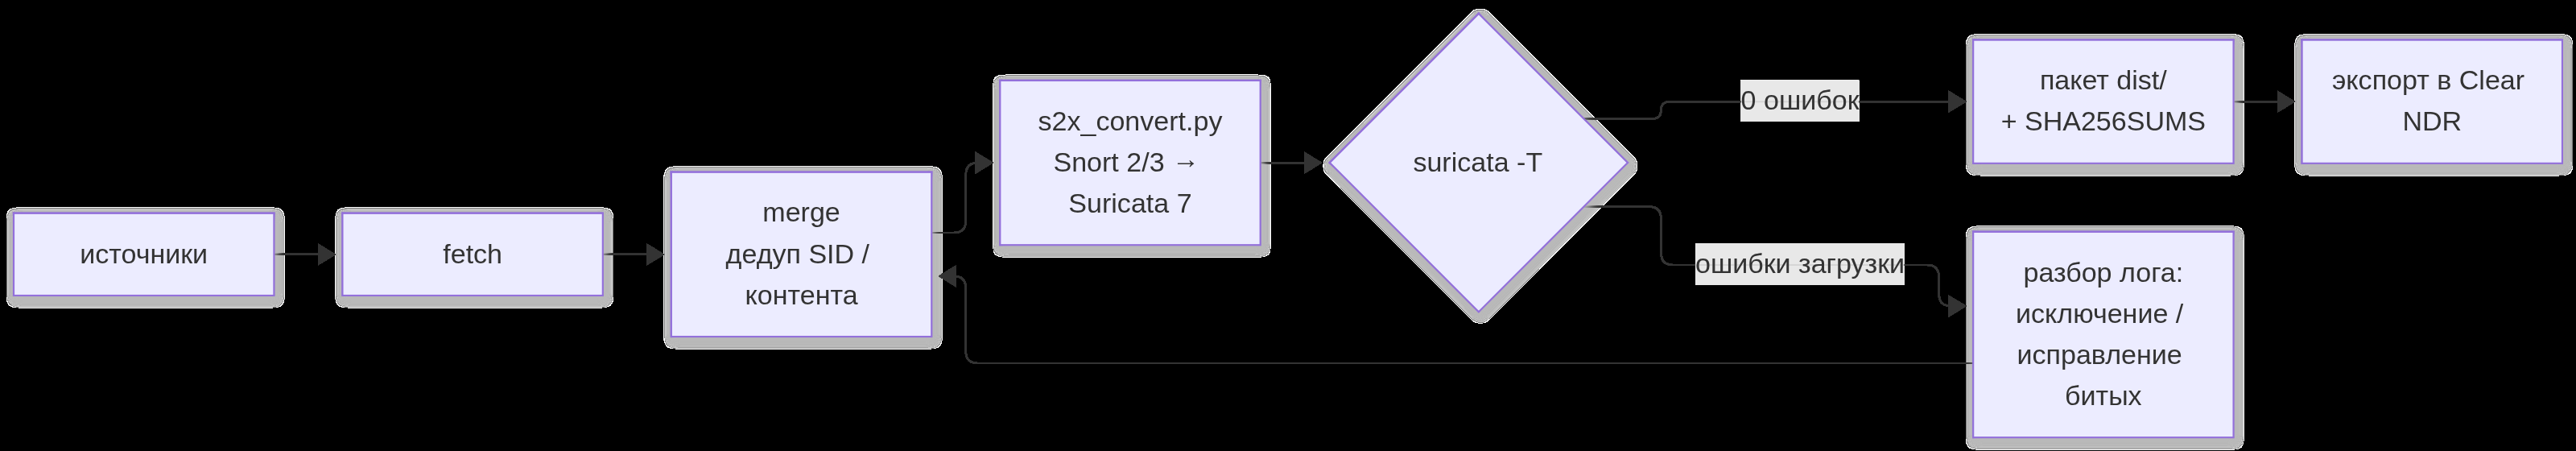 источники
fetch
merge
дедуп SID /
контента
s2x_convert.py
Snort 2/3 →
Suricata 7
suricata -T
0 ошибок
ошибки загрузки
пакет dist/
+ SHA256SUMS
экспорт в Clear
NDR
разбор лога:
исключение /
исправление
битых